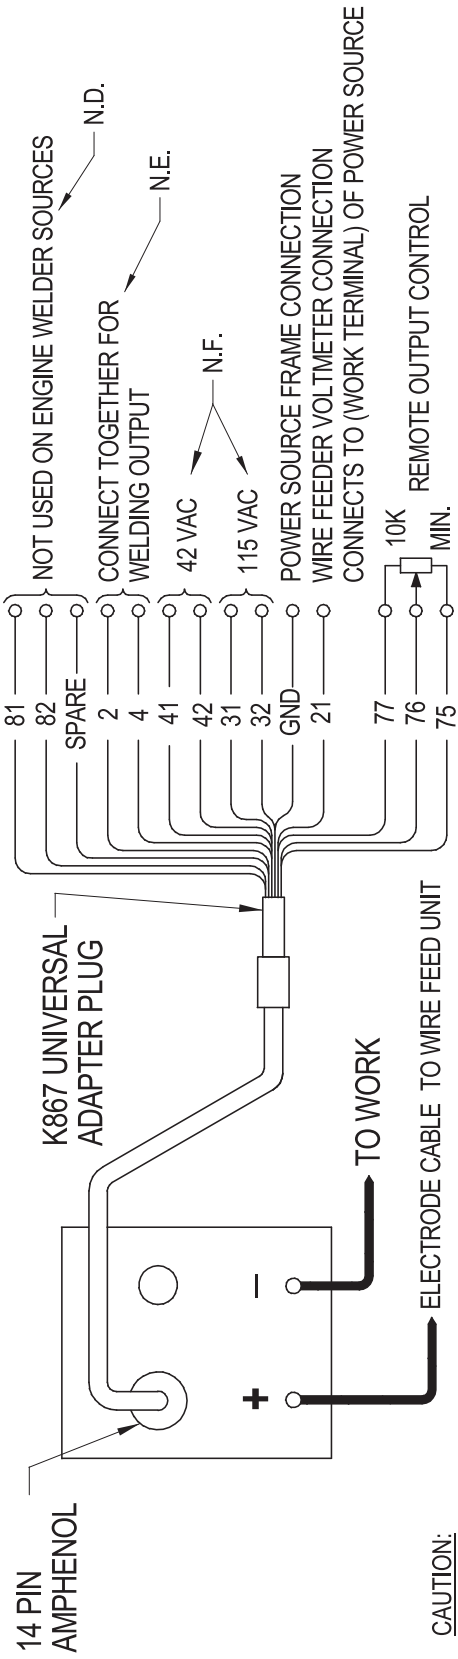 14 PIN
AMPHENOL
K867 UNIVERSAL
ADAPTER PLUG
81
82
SPARE
2
4
41
42
31
32
GND
21
77
76
75
NOT USED ON ENGINE WELDER SOURCES
N.D.
CONNECT TOGETHER FOR
WELDING OUTPUT
N.E.
42 VAC
115 VAC
N.F.
POWER SOURCE FRAME CONNECTION
WIRE FEEDER VOLTMETER CONNECTION
CONNECTS TO (WORK TERMINAL) OF POWER SOURCE
10K
REMOTE OUTPUT CONTROL
MIN.
+
–
TO WORK
ELECTRODE CABLE TO WIRE FEED UNIT
CAUTION: